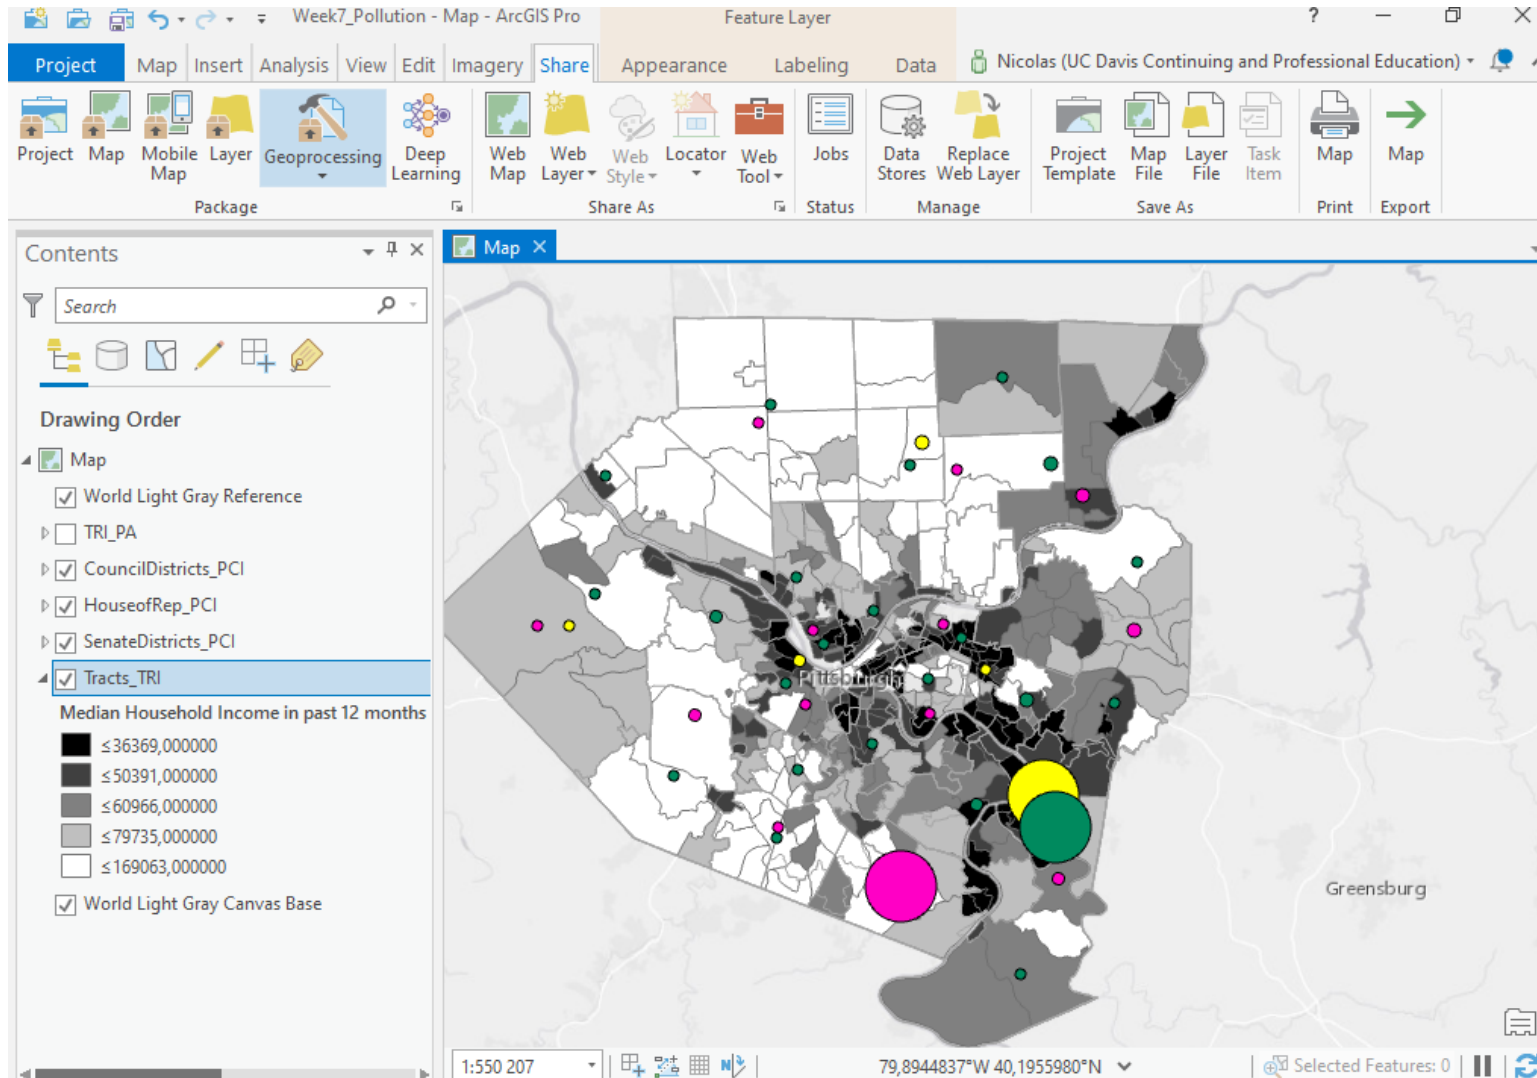 Week7_Pollution - Map - ArcGIS Pro
Feature Layer
?
Project Map Insert Analysis View Edit Imagery Share Appearance Labeling Data Nicolas (UC Davis Continuing and Professional Education)
Project Map Mobile Map Layer Geoprocessing Deep Learning
Web Map Web Layer Web Style Locator Web Tool
Jobs
Data Stores Replace Web Layer
Project Template Map File Layer File Task Item
Map
Map
Package Share As Status Manage Save As Print Export
Contents
Search
Map
Drawing Order
Map
World Light Gray Reference
TRI_PA
CouncilDistricts_PCI
HouseofRep_PCI
SenateDistricts_PCI
Tracts_TRI
Median Household Income in past 12 months
≤36369,000000
≤50391,000000
≤60966,000000
≤79735,000000
≤169063,000000
World Light Gray Canvas Base
Pittsburgh
Greensburg
1:550 207
79,8944837°W 40,1955980°N
Selected Features: 0